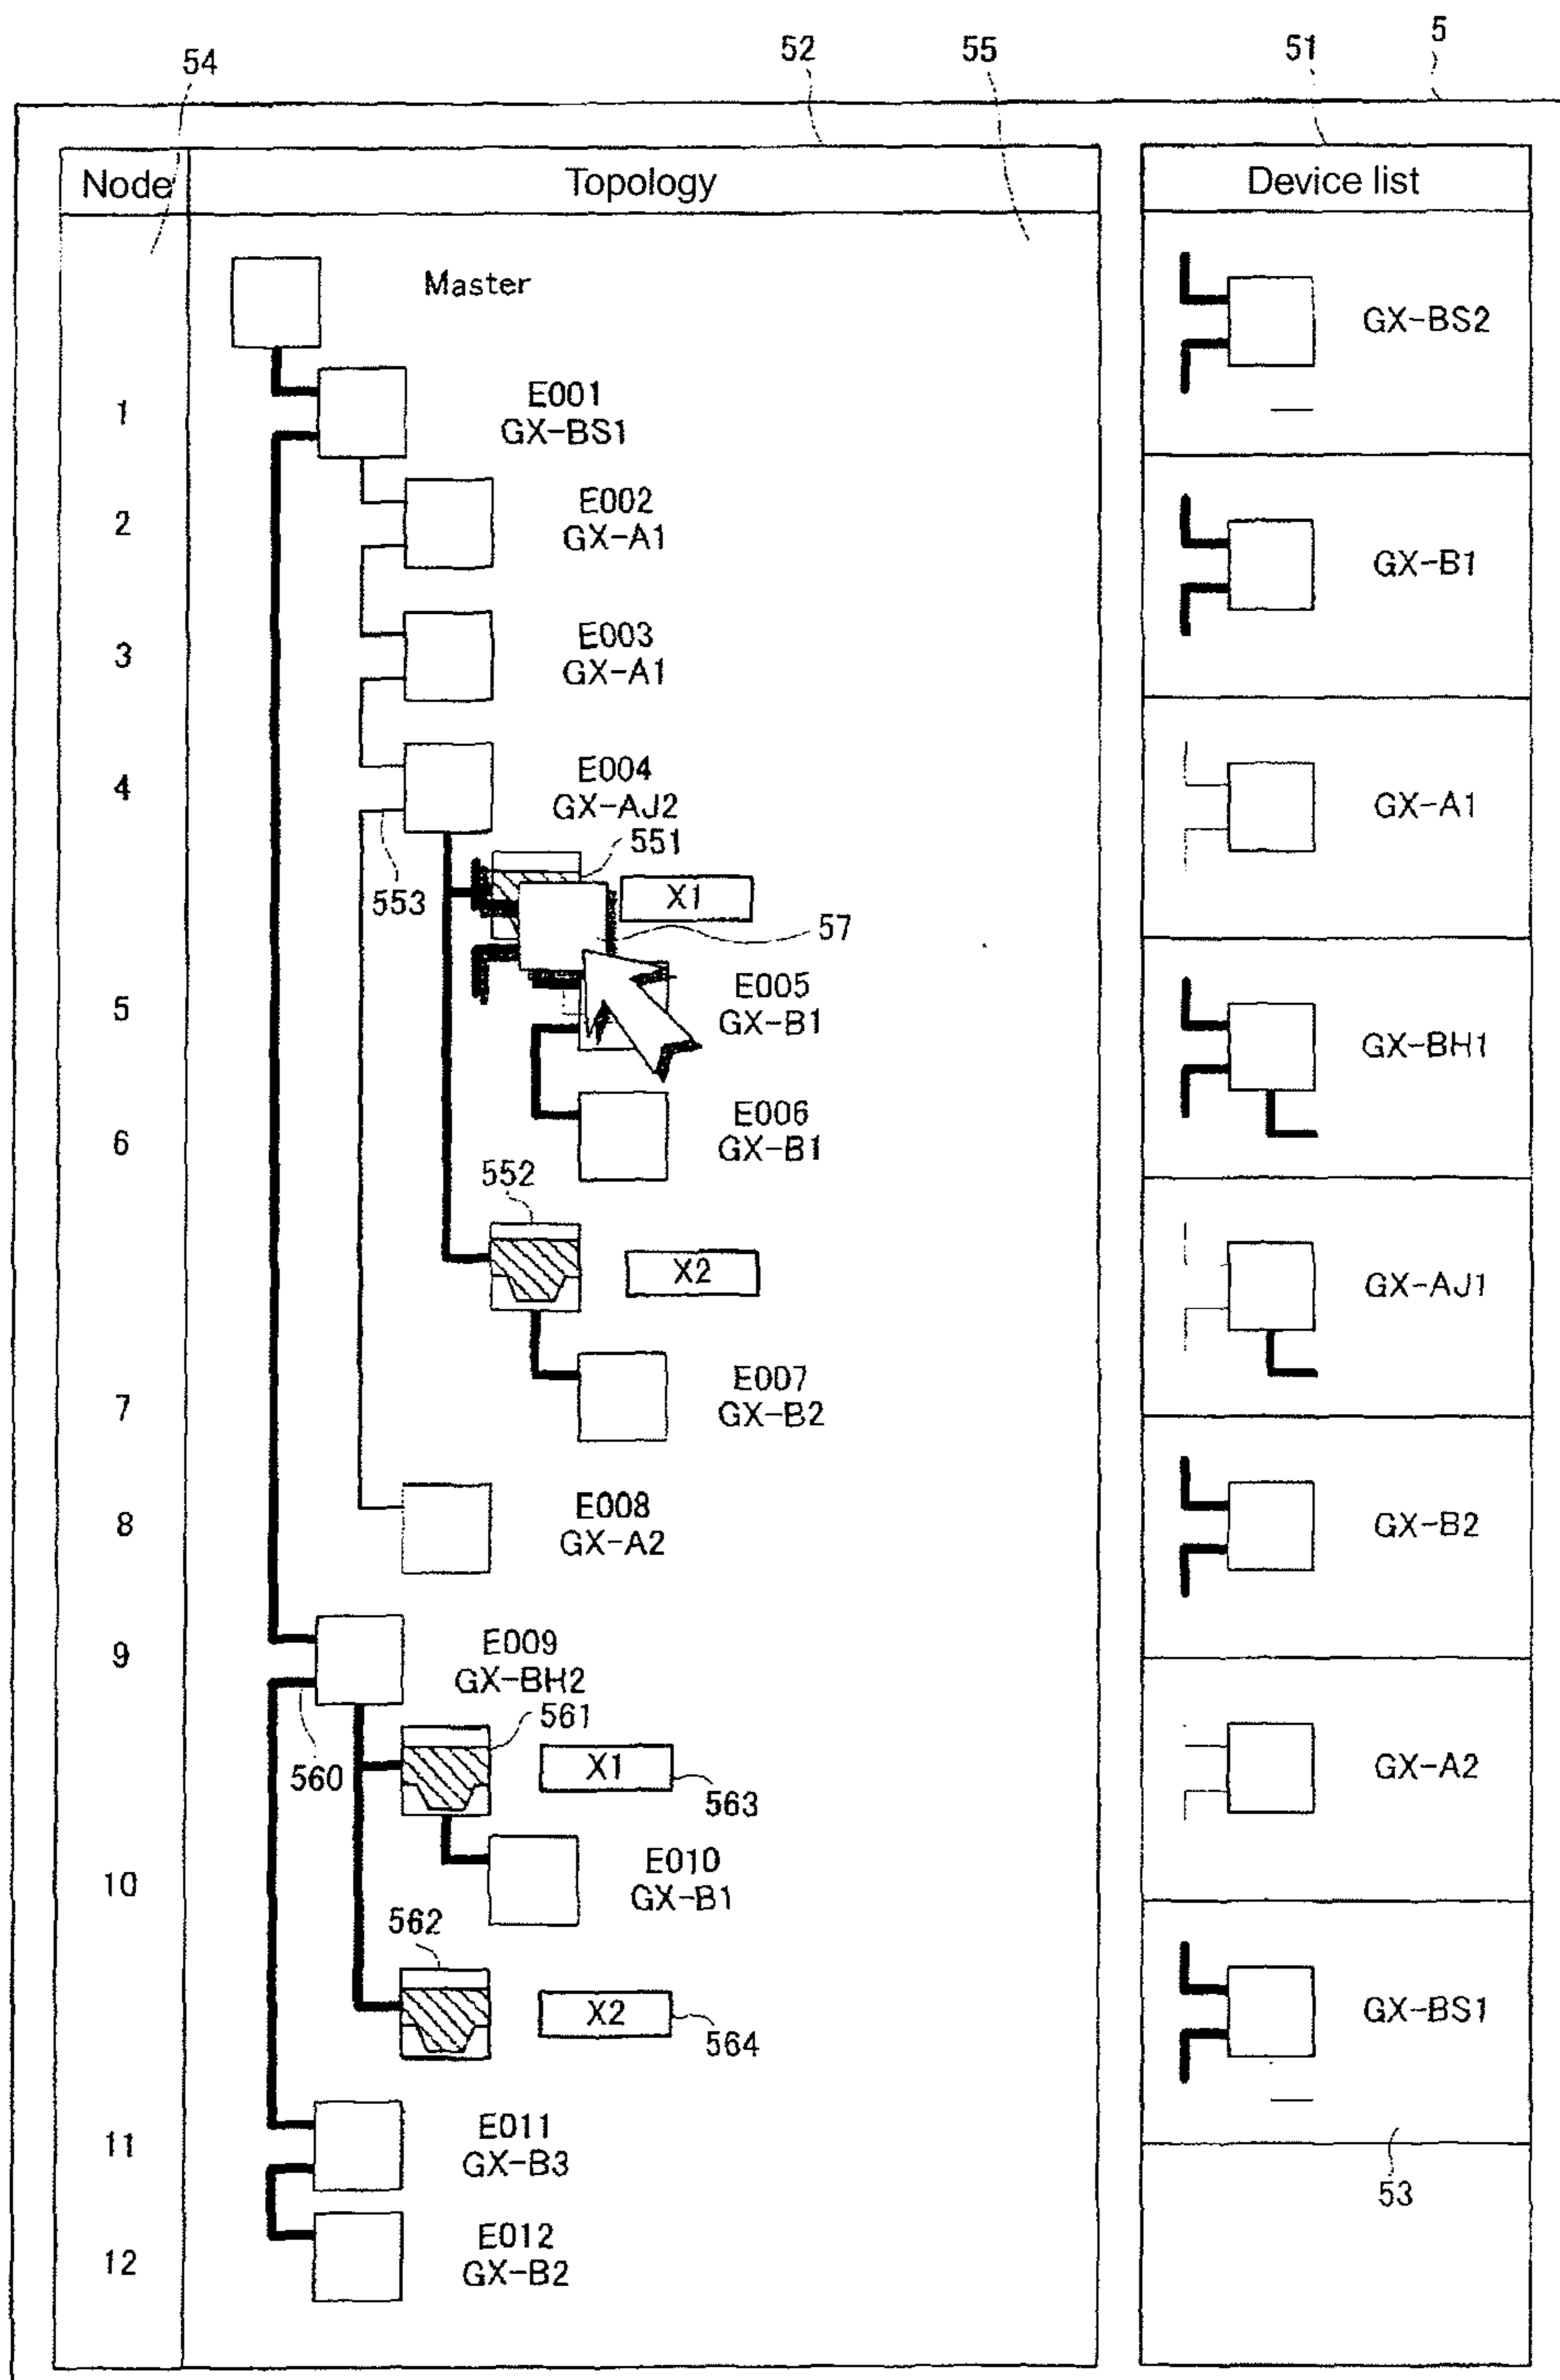 54
52
55
51
5
Node
Topology
Device list
Master
1
E001
GX-BS1
2
E002
GX-A1
3
E003
GX-A1
4
E004
GX-AJ2
551
553
X1
57
5
E005
GX-B1
6
E006
GX-B1
552
X2
7
E007
GX-B2
8
E008
GX-A2
9
E009
GX-BH2
561
560
X1
563
10
E010
GX-B1
562
X2
564
11
E011
GX-B3
12
E012
GX-B2
GX-BS2
GX-B1
GX-A1
GX-BH1
GX-AJ1
GX-B2
GX-A2
GX-BS1
53